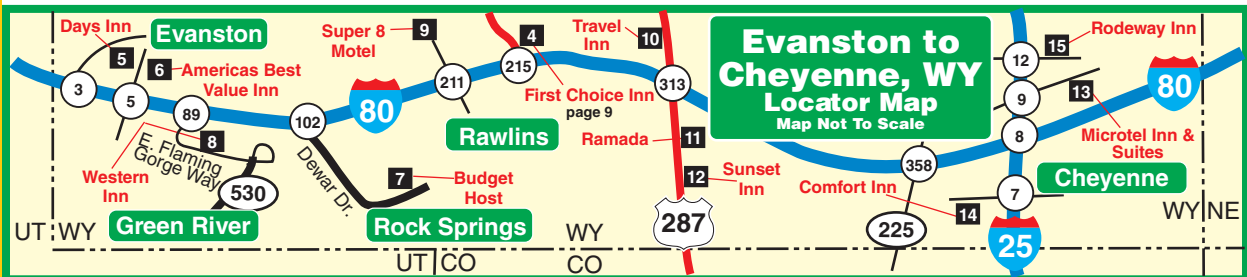 Evanston to
Cheyenne, WY
Locator Map
Map Not To Scale
Days Inn
5
Evanston
6
Americas Best
Value Inn
3
5
89
8
E. Flaming
Gorge Way
Western
Inn
530
Green River
UT
WY
Super 8
Motel
9
80
102
Dewar Dr.
7
Budget
Host
Rock Springs
211
Rawlins
215
4
First Choice Inn
page 9
UT
CO
WY
CO
Travel
Inn
10
313
Ramada
11
12
Sunset
Inn
287
Comfort Inn
14
358
225
12
15
Rodeway Inn
9
13
80
8
Microtel Inn &
Suites
Cheyenne
7
25
WY
NE